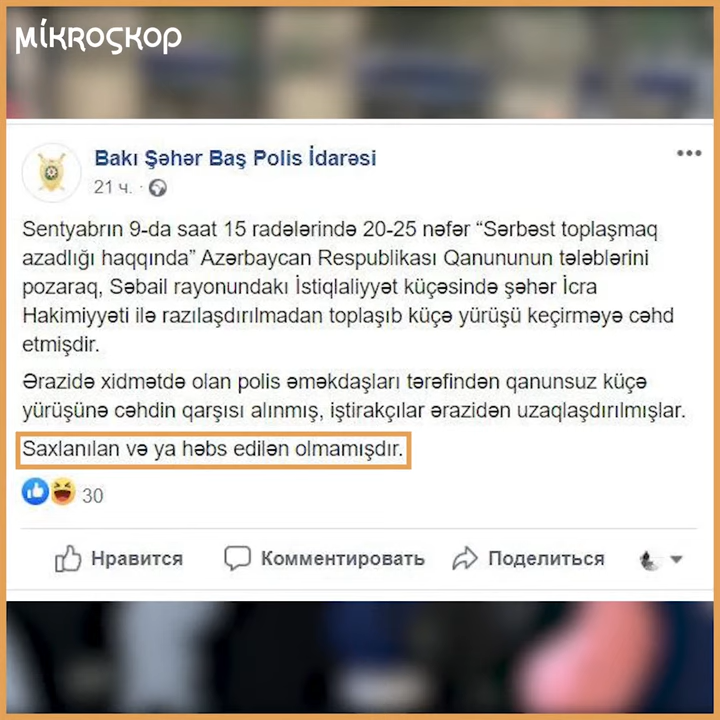 MİKROSKOP
Bakı Şəhər Baş Polis İdarəsi
21 ч. ·
Sentyabrın 9-da saat 15 radələrində 20-25 nəfər “Sərbəst toplaşmaq
azadlığı haqqında” Azərbaycan Respublikası Qanununun tələblərini
pozaraq, Səbail rayonundakı İstiqlaliyyət küçəsində şəhər İcra
Hakimiyyəti ilə razılaşdırılmadan toplaşıb küçə yürüşü keçirməyə cəhd
etmişdir.
Ərazidə xidmətdə olan polis əməkdaşları tərəfindən qanunsuz küçə
yürüşünə cəhdin qarşısı alınmış, iştirakçılar ərazidən uzaqlaşdırılmışlar.
Saxlanılan və ya həbs edilən olmamışdır.
30
Нравится Комментировать Поделиться